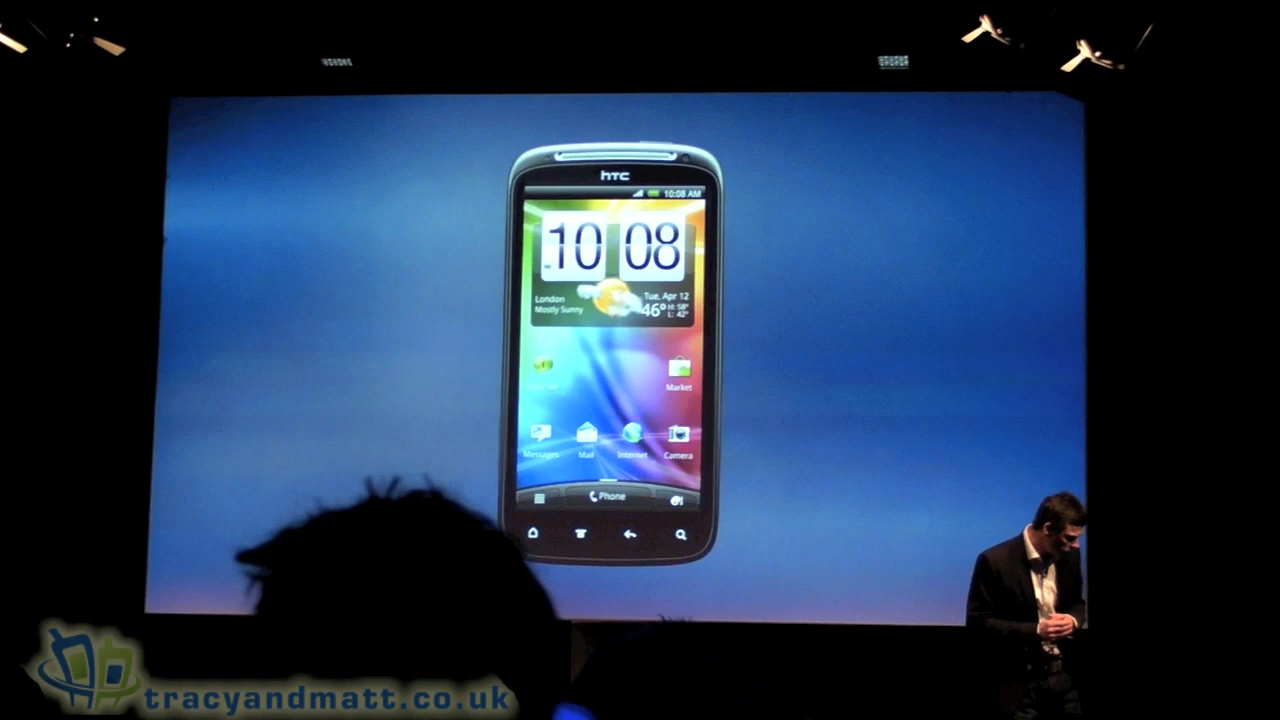 hTC
10:08 AM
10 08
London
Mostly Sunny
Tue, Apr 12
46° H: 58°
L: 42°
Market
Messages Mail Internet Camera
Phone
tracyandmatt.co.uk